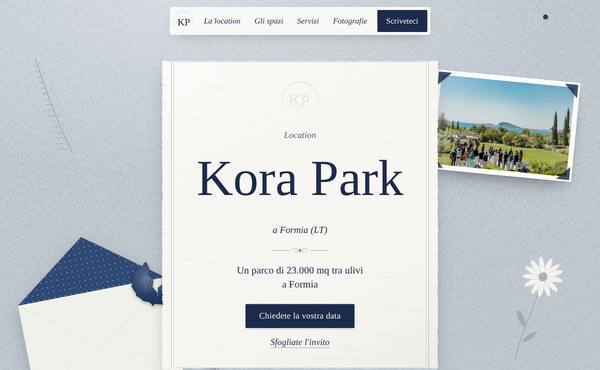 KP
La location
Gli spazi
Servizi
Fotografie
Scriveteci
KP
Location
Kora Park
a Formia (LT)
Un parco di 23.000 mq tra ulivi
a Formia
Chiedete la vostra data
Sfogliate l'invito